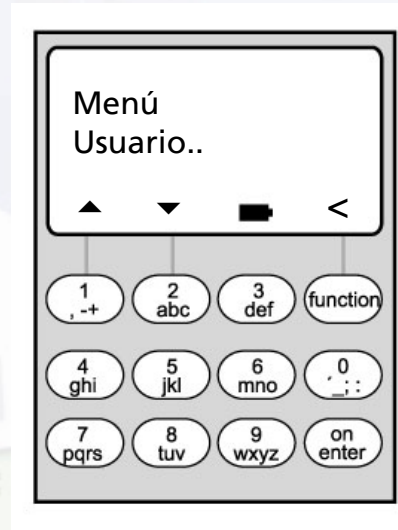 Menú
Usuario..
<
1
, -+
2
abc
3
def
function
4
ghi
5
jkl
6
mno
0
´_; :
7
pqrs
8
tuv
9
wxyz
on
enter